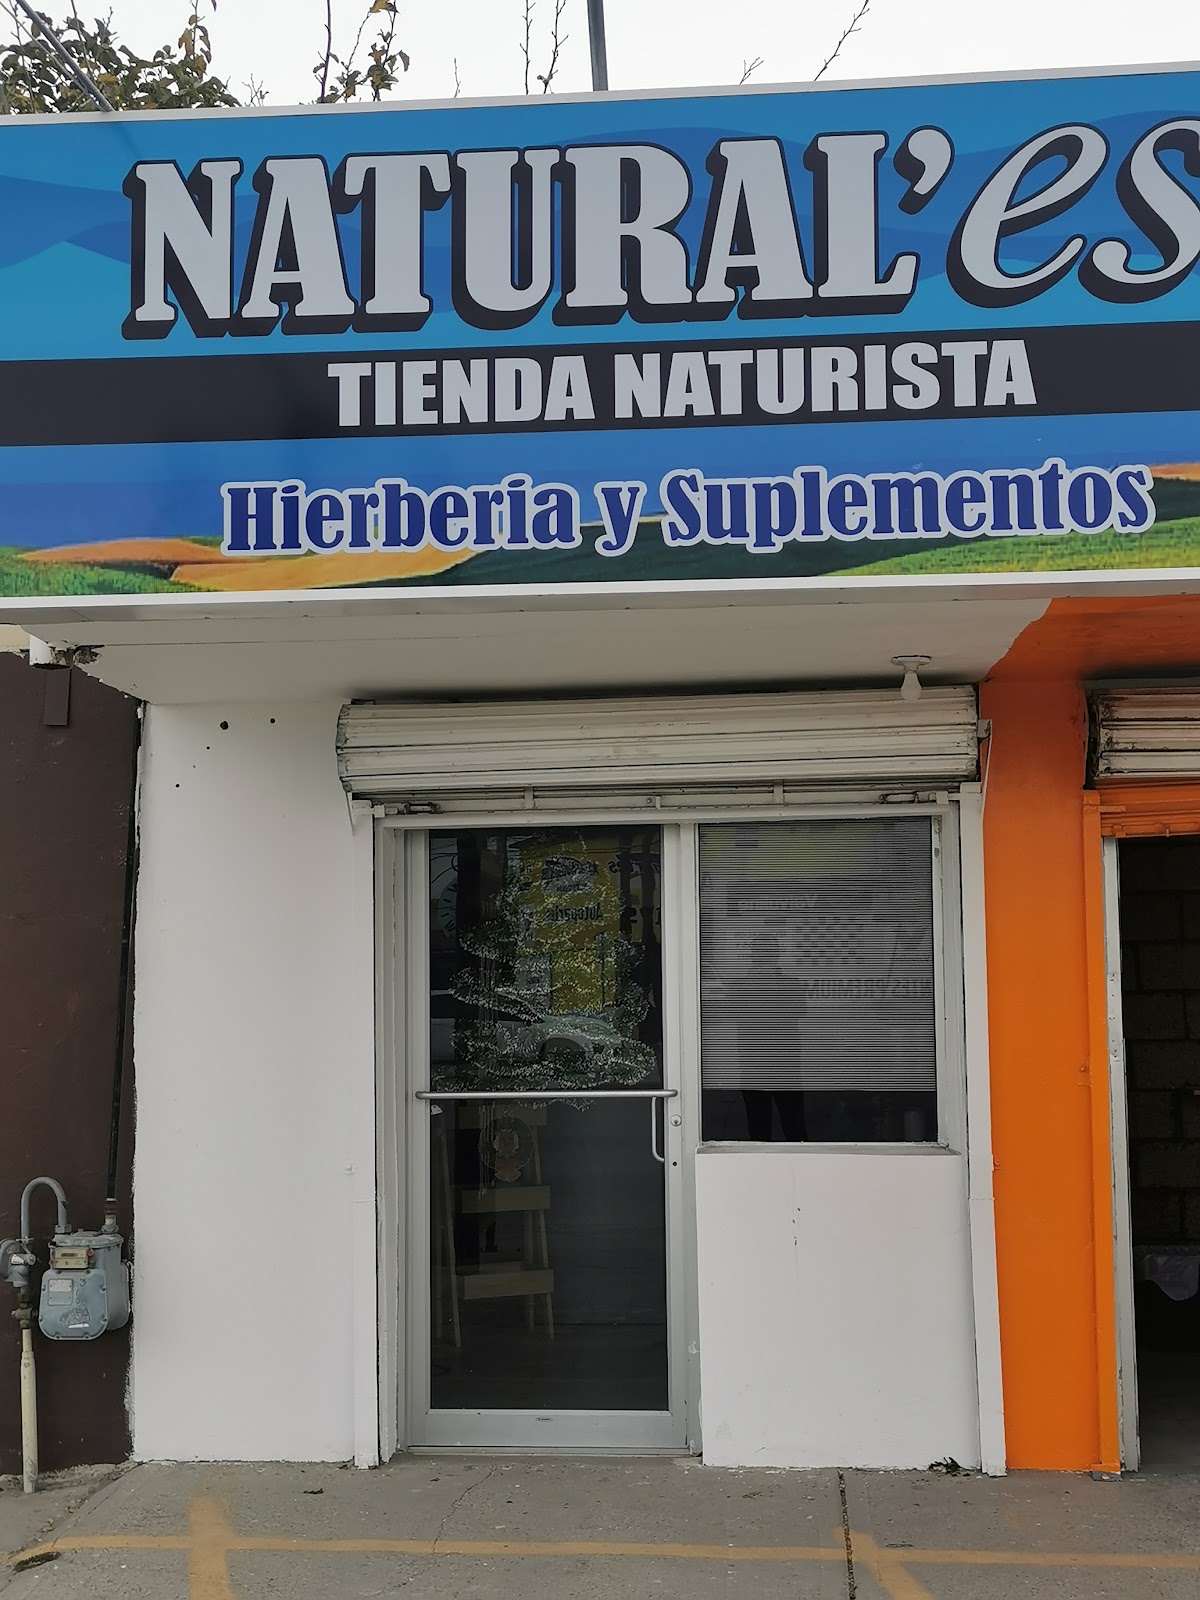 NATURAL'es
TIENDA NATURISTA
Hierberia y Suplementos